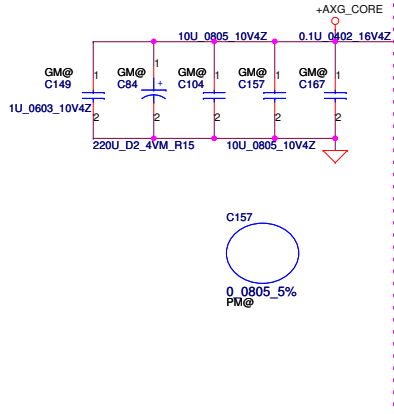 +AXG_CORE
10U_0805_10V4Z
0.1U_0402_16V4Z
GM@
C149
1
GM@
C84
1
+
GM@
C104
1
GM@
C157
1
GM@
C167
1
1U_0603_10V4Z
2
2
2
2
2
220U_D2_4VM_R15
10U_0805_10V4Z
C157
0_0805_5%
PM@